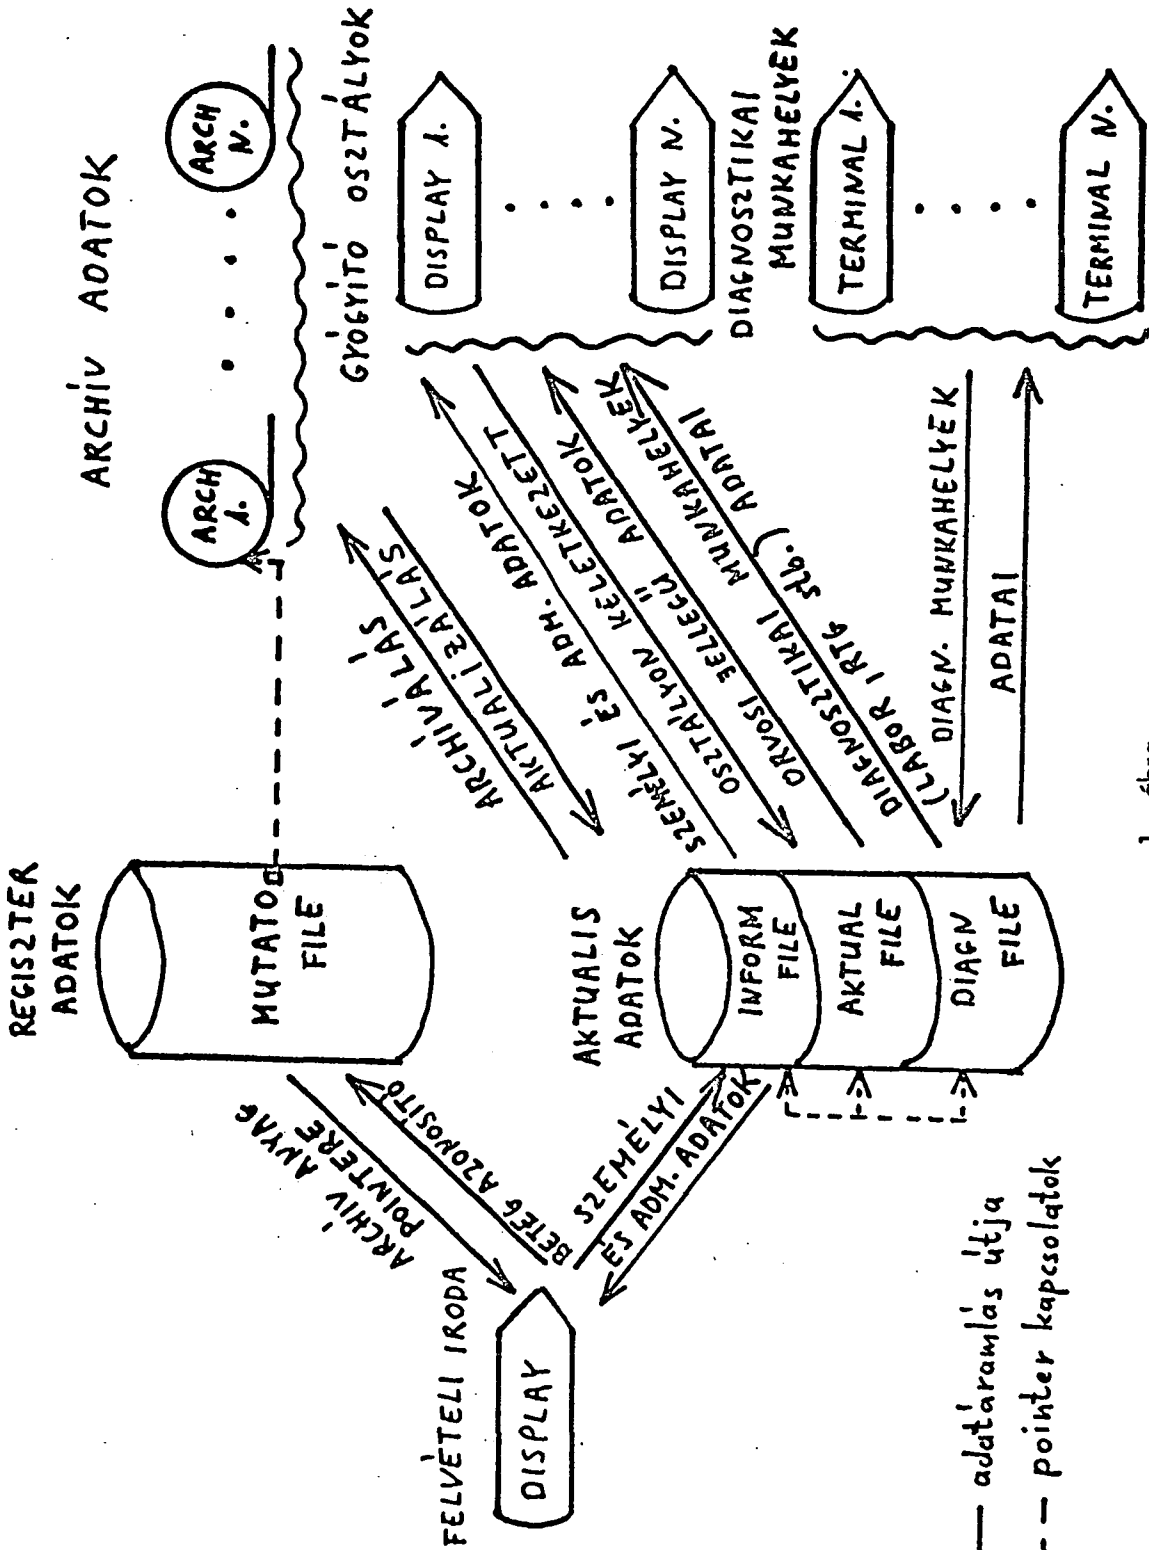 ARCHÍV ADATOK
ARCH
1.
ARCH
N.
REGISZTER
ADATOK
MUTATO
FILE
ARCHÍV ANYAG
POINTERE
BETEG AZONOSÍTÓ
FELVÉTELI IRODA
DISPLAY
SZEMÉLYI
ÉS ADM. ADATOK
AKTUALIS
ADATOK
INFORM
FILE
AKTUAL
FILE
DIAGN
FILE
ARCHÍVÁLÁS
AKTUALÍZÁLÁS
SZEMÉLYI ÉS ADM. ADATOK
OSZTÁLYON KELETKEZETT
ORVOSI JELLEGŰ ADATOK
DIAGNOSZTIKAI MUNKAHELYEK
(LABOR, RTG stb.) ADATAI
DIAGN. MUNKAHELYEK
ADATAI
GYÓGYÍTÓ OSZTÁLYOK
DISPLAY 1.
DISPLAY N.
DIAGNOSZTIKAI
MUNKAHELYEK
TERMINAL 1.
TERMINAL N.
adatáramlás útja
pointer kapcsolatok